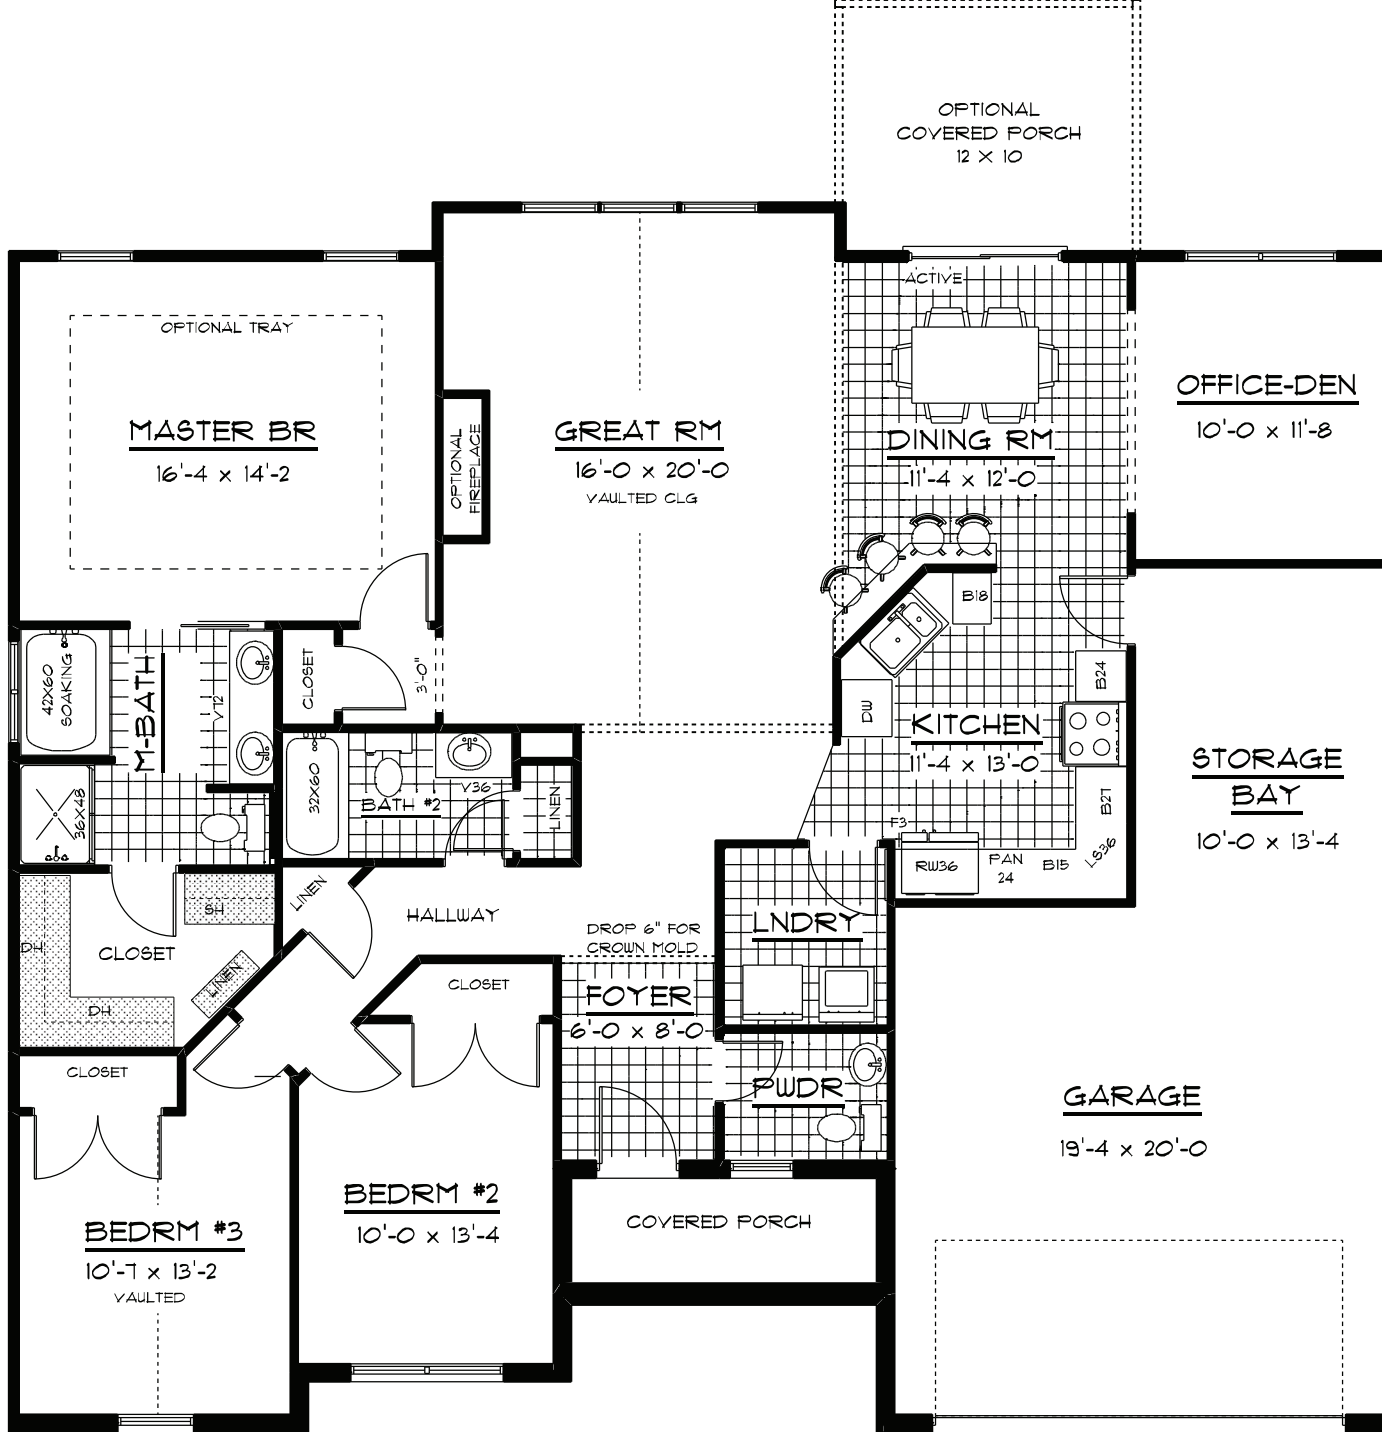 OPTIONAL
COVERED PORCH
12 X 10
ACTIVE
OPTIONAL TRAY
MASTER BR
16'-4 x 14'-2
OPTIONAL
FIREPLACE
GREAT RM
16'-0 x 20'-0
VAULTED CLG
DINING RM
11'-4 x 12'-0
OFFICE-DEN
10'-0 x 11'-8
B18
42X60
SOAKING
M-BATH
V72
CLOSET
3'-0"
DW
KITCHEN
11'-4 x 13'-0
B24
B27
LS36
B15
PAN
24
RW36
F3
STORAGE
BAY
10'-0 x 13'-4
36X48
32X60
BATH #2
V36
LINEN
LINEN
HALLWAY
DROP 6" FOR
CROWN MOLD
LNDRY
SH
DH
CLOSET
LINEN
DH
CLOSET
FOYER
6'-0 x 8'-0
CLOSET
PWDR
GARAGE
19'-4 x 20'-0
BEDRM #2
10'-0 x 13'-4
BEDRM #3
10'-7 x 13'-2
VAULTED
COVERED PORCH